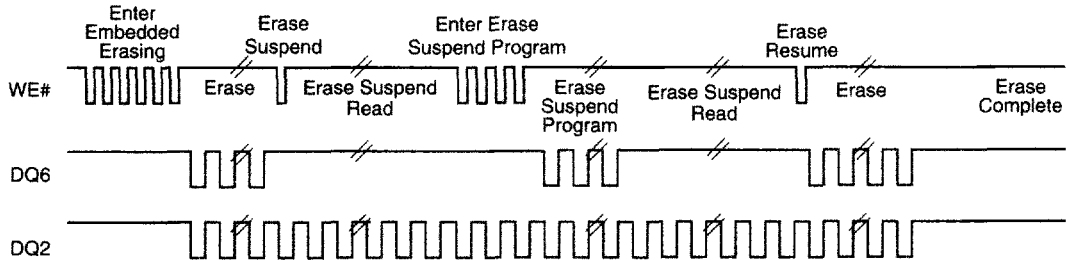 Enter
Embedded
Erasing
Erase
Suspend
Enter Erase
Suspend Program
Erase
Resume
WE#
Erase
Erase Suspend
Read
Erase
Suspend
Program
Erase Suspend
Read
Erase
Erase
Complete
DQ6
DQ2